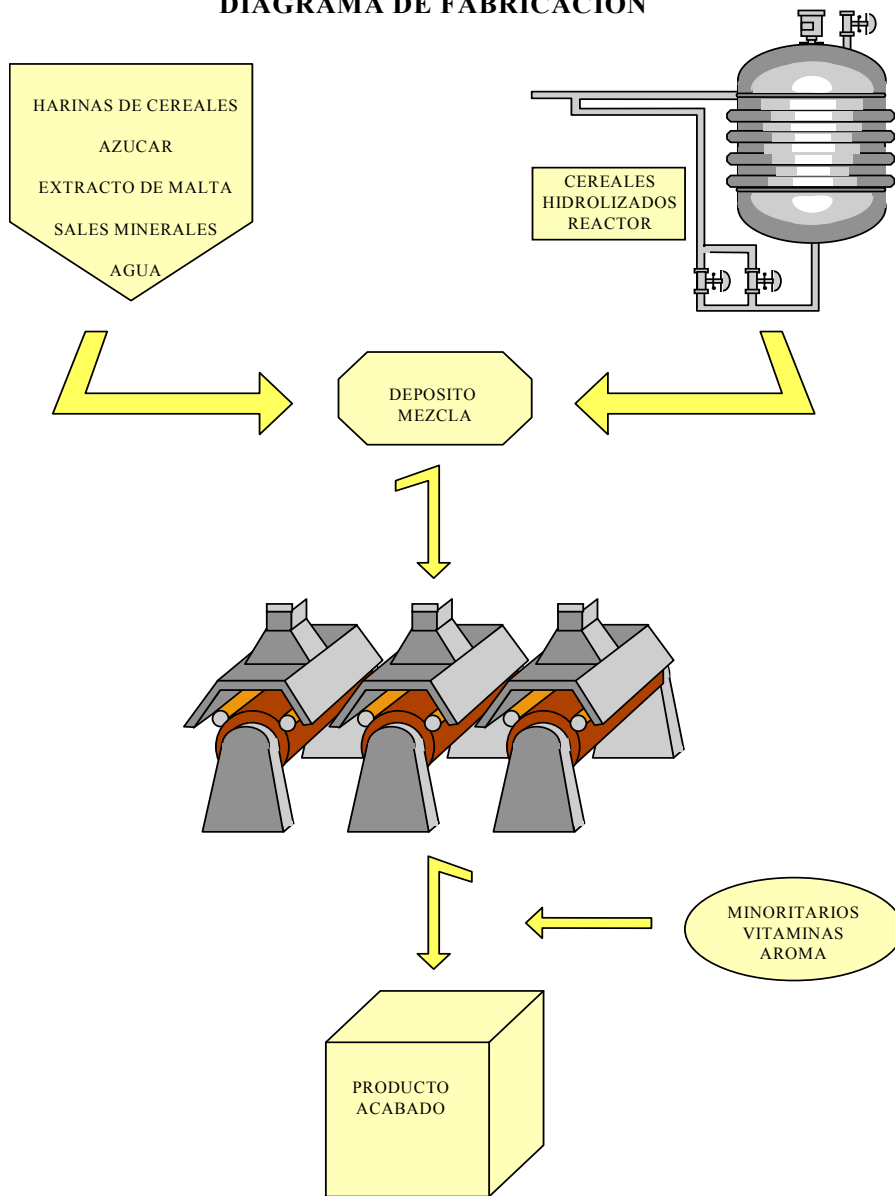 DIAGRAMA DE FABRICACION
HARINAS DE CEREALES
AZUCAR
EXTRACTO DE MALTA
SALES MINERALES
AGUA
CEREALES
HIDROLIZADOS
REACTOR
DEPOSITO
MEZCLA
MINORITARIOS
VITAMINAS
AROMA
PRODUCTO
ACABADO